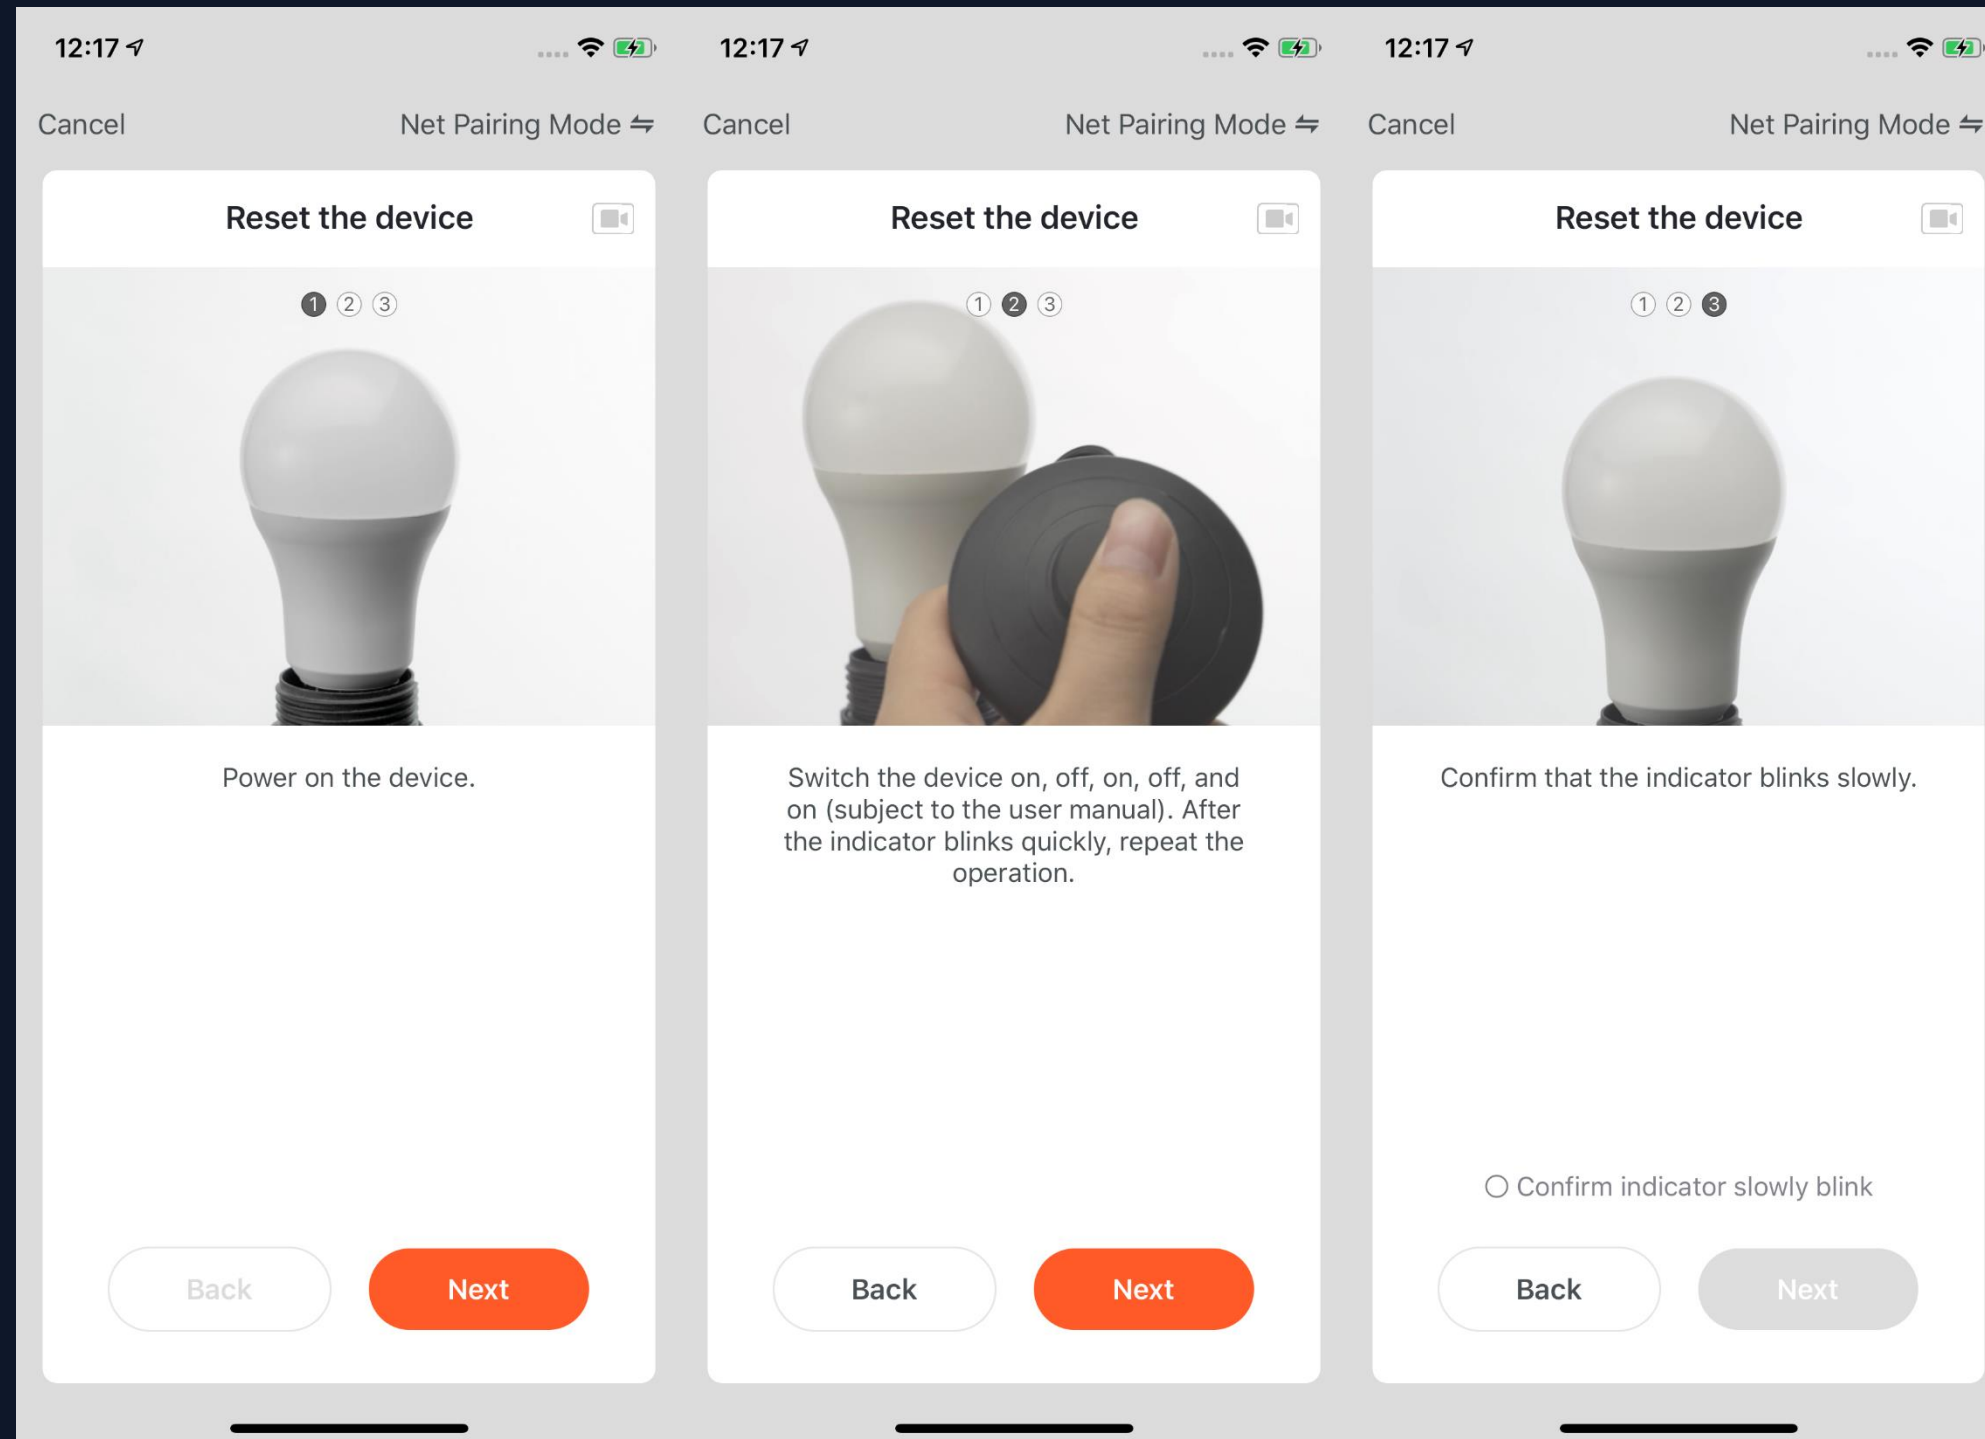 12:17
Cancel
Net Pairing Mode
Reset the device
1 2 3
Power on the device.
Back
Next
12:17
Cancel
Net Pairing Mode
Reset the device
1 2 3
Switch the device on, off, on, off, and
on (subject to the user manual). After
the indicator blinks quickly, repeat the
operation.
Back
Next
12:17
Cancel
Net Pairing Mode
Reset the device
1 2 3
Confirm that the indicator blinks slowly.
Confirm indicator slowly blink
Back
Next